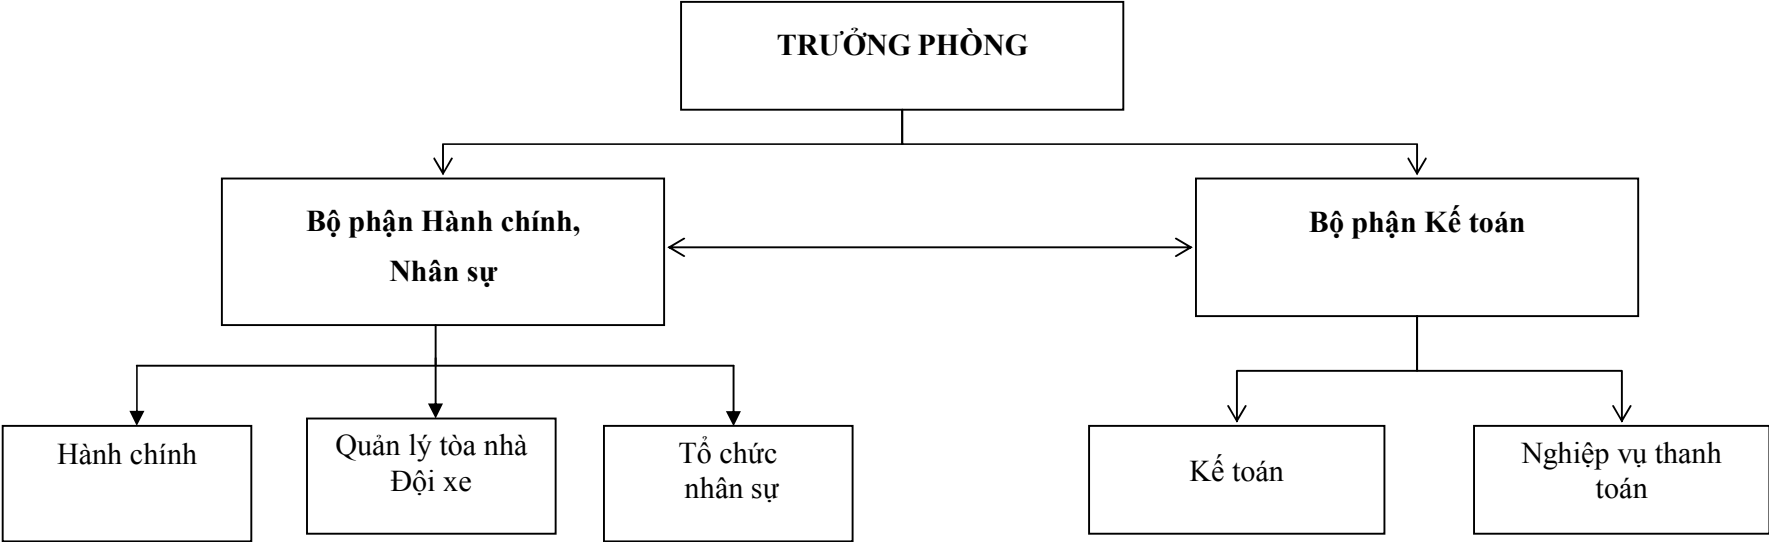 TRƯỞNG PHÒNG
Bộ phận Hành chính,
Nhân sự
Bộ phận Kế toán
Hành chính
Quản lý tòa nhà
Đội xe
Tổ chức
nhân sự
Kế toán
Nghiệp vụ thanh
toán